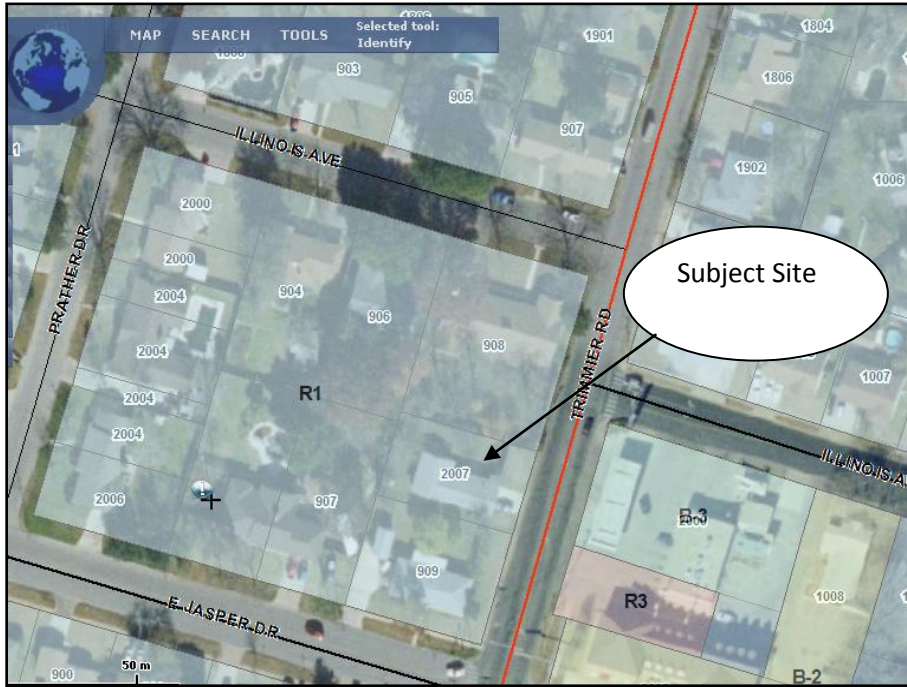 MAP SEARCH TOOLS Selected tool:
Identify
1804
1901
903
1806
905
907
ILLINOIS AVE
1902
1006
2000
PRATHER DR
2000
Subject Site
904
2004
906
908
2004
R1
TRIMMIER RD
1007
2004
2004
2007
ILLINOIS A
2006
907
B-3
2000
909
R3
1008
E JASPER DR
50 m
900
B-2